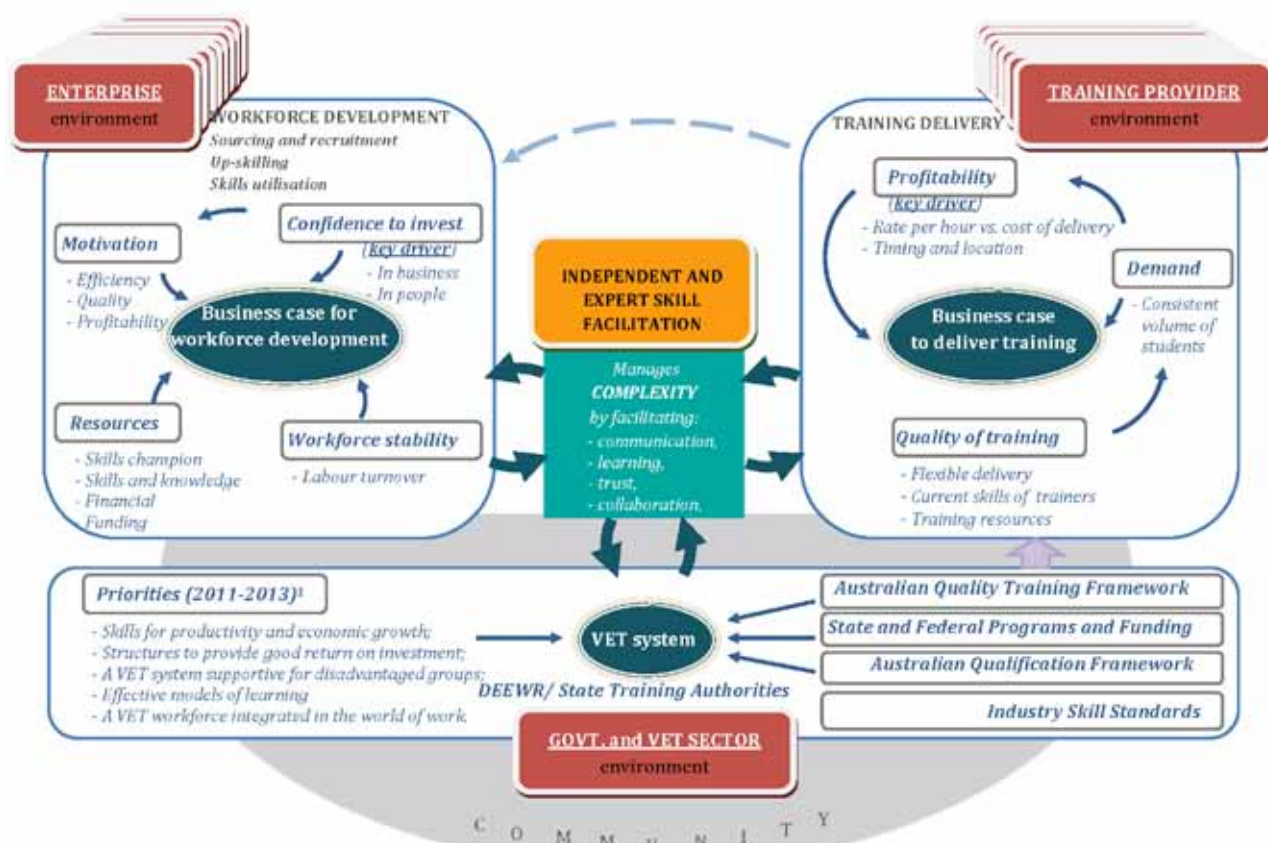 ENTERPRISE
environment
WORKFORCE DEVELOPMENT
Sourcing and recruitment
Up-skilling
Skills utilisation
Motivation
- Efficiency
- Quality
- Profitability
Confidence to invest
(key driver)
- In business
- In people
Business case for
workforce development
Resources
- Skills champion
- Skills and knowledge
- Financial
- Funding
Workforce stability
- Labour turnover
INDEPENDENT AND
EXPERT SKILL
FACILITATION
Manages
COMPLEXITY
by facilitating:
- communication,
- learning,
- trust,
- collaboration,
TRAINING PROVIDER
environment
TRAINING DELIVERY
Profitability
(key driver)
- Rate per hour vs. cost of delivery
- Timing and location
Demand
- Consistent
volume of
students
Business case
to deliver training
Quality of training
- Flexible delivery
- Current skills of trainers
- Training resources
Priorities (2011-2013)¹
- Skills for productivity and economic growth;
- Structures to provide good return on investment;
- A VET system supportive for disadvantaged groups;
- Effective models of learning
- A VET workforce integrated in the world of work.
VET system
DEEWR/ State Training Authorities
Australian Quality Training Framework
State and Federal Programs and Funding
Australian Qualification Framework
Industry Skill Standards
GOVT. and VET SECTOR
environment
COMMUNITY